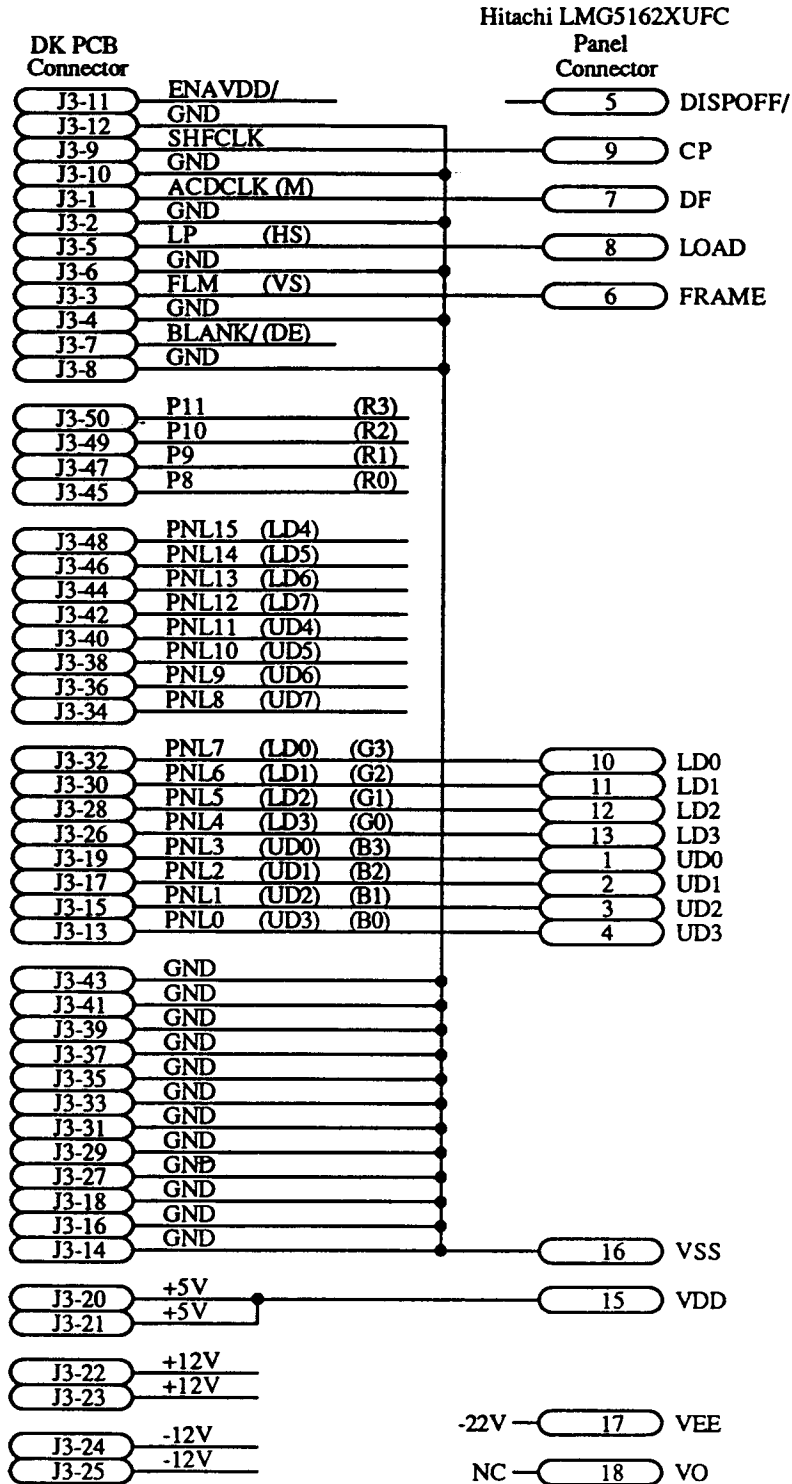 Hitachi LMG5162XUFC
DK PCB Panel
Connector Connector
J3-11 ENAVDD/ 5 DISPOFF/
J3-12 GND
J3-9 SHFCLK 9 CP
J3-10 GND
J3-1 ACDCLK (M) 7 DF
J3-2 GND
J3-5 LP (HS) 8 LOAD
J3-6 GND
J3-3 FLM (VS) 6 FRAME
J3-4 GND
J3-7 BLANK/ (DE)
J3-8 GND
J3-50 P11 (R3)
J3-49 P10 (R2)
J3-47 P9 (R1)
J3-45 P8 (R0)
J3-48 PNL15 (LD4)
J3-46 PNL14 (LD5)
J3-44 PNL13 (LD6)
J3-42 PNL12 (LD7)
J3-40 PNL11 (UD4)
J3-38 PNL10 (UD5)
J3-36 PNL9 (UD6)
J3-34 PNL8 (UD7)
J3-32 PNL7 (LD0) (G3) 10 LD0
J3-30 PNL6 (LD1) (G2) 11 LD1
J3-28 PNL5 (LD2) (G1) 12 LD2
J3-26 PNL4 (LD3) (G0) 13 LD3
J3-19 PNL3 (UD0) (B3) 1 UD0
J3-17 PNL2 (UD1) (B2) 2 UD1
J3-15 PNL1 (UD2) (B1) 3 UD2
J3-13 PNL0 (UD3) (B0) 4 UD3
J3-43 GND
J3-41 GND
J3-39 GND
J3-37 GND
J3-35 GND
J3-33 GND
J3-31 GND
J3-29 GND
J3-27 GND
J3-18 GND
J3-16 GND
J3-14 GND 16 VSS
J3-20 +5V 15 VDD
J3-21 +5V
J3-22 +12V
J3-23 +12V
-22V 17 VEE
J3-24 -12V
J3-25 -12V NC 18 VO